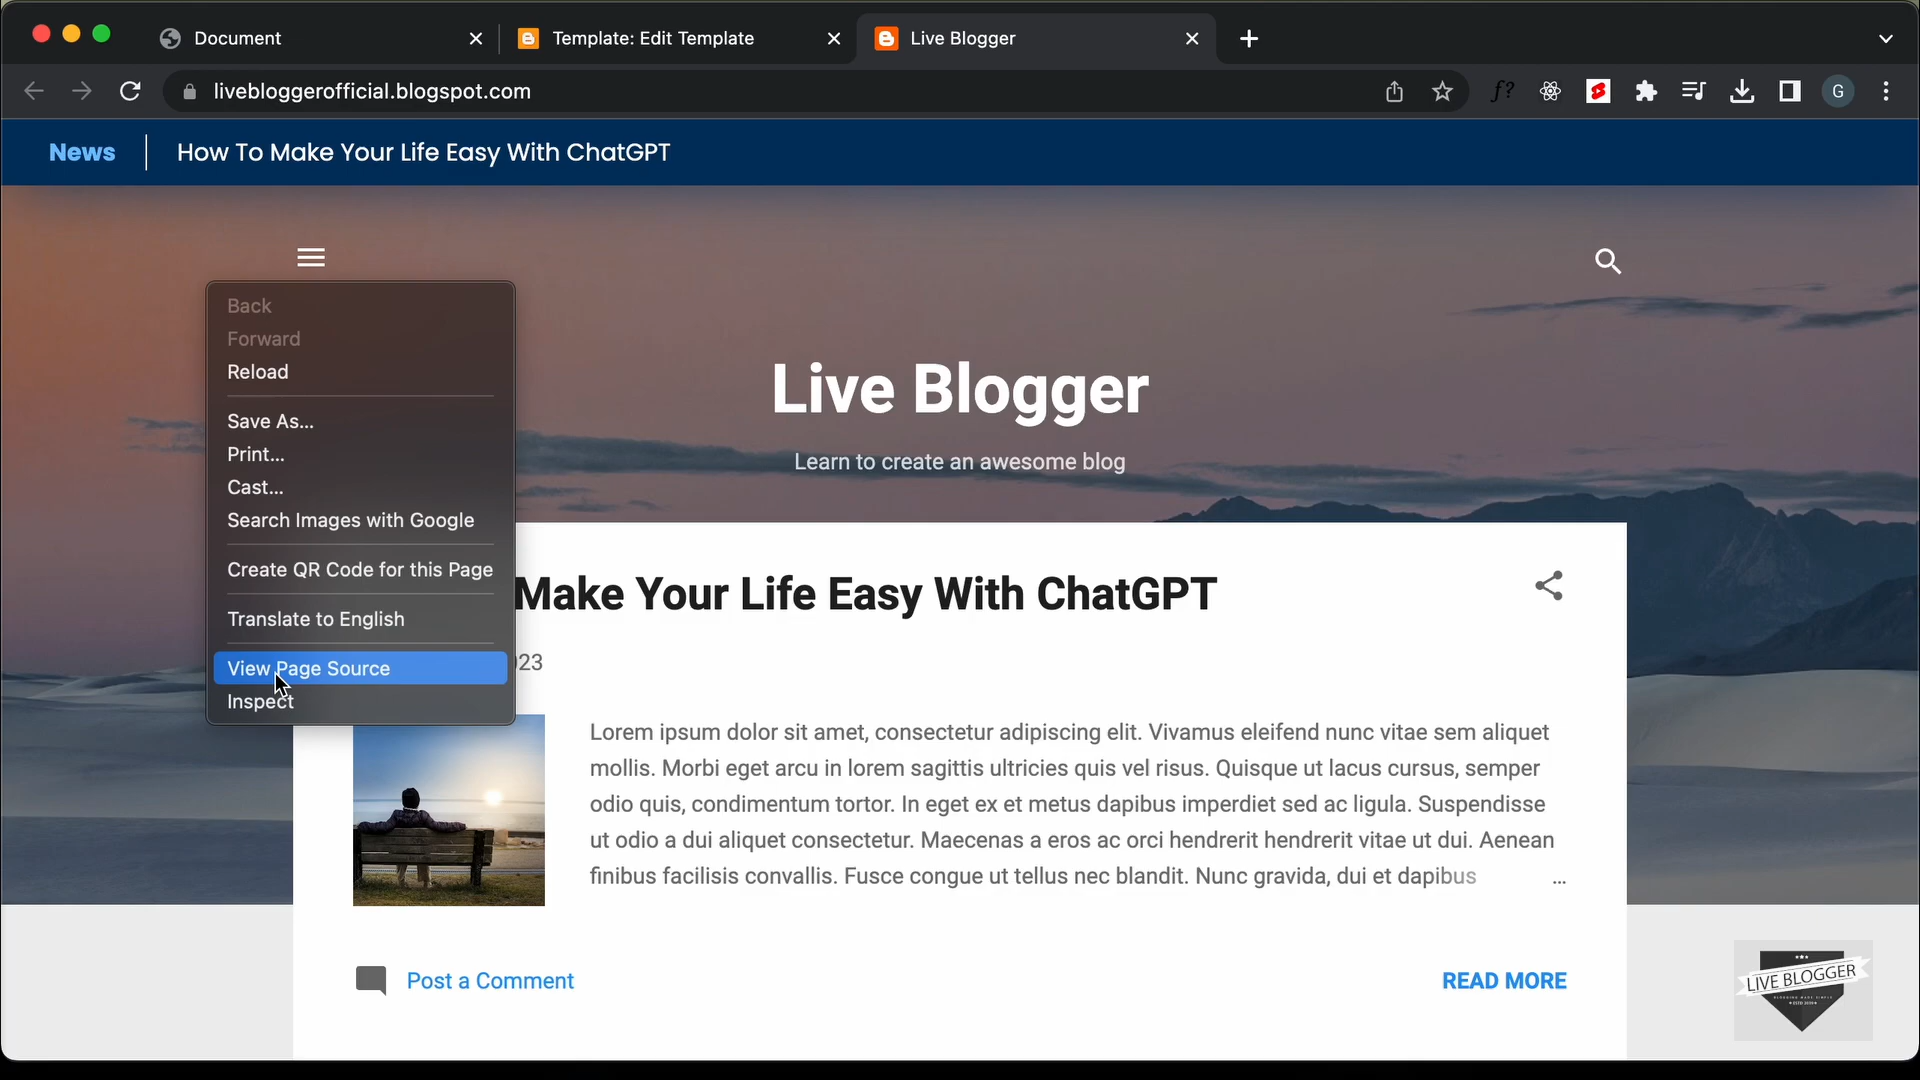 Document
Template: Edit Template
Live Blogger
livebloggerofficial.blogspot.com
f?
G
News
How To Make Your Life Easy With ChatGPT
Back
Forward
Reload
Save As...
Print...
Cast...
Search Images with Google
Create QR Code for this Page
Translate to English
View Page Source
Inspect
Live Blogger
Learn to create an awesome blog
Make Your Life Easy With ChatGPT
023
Lorem ipsum dolor sit amet, consectetur adipiscing elit. Vivamus eleifend nunc vitae sem aliquet
mollis. Morbi eget arcu in lorem sagittis ultricies quis vel risus. Quisque ut lacus cursus, semper
odio quis, condimentum tortor. In eget ex et metus dapibus imperdiet sed ac ligula. Suspendisse
ut odio a dui aliquet consectetur. Maecenas a eros ac orci hendrerit hendrerit vitae ut dui. Aenean
finibus facilisis convallis. Fusce congue ut tellus nec blandit. Nunc gravida, dui et dapibus ...
Post a Comment
READ MORE
LIVE BLOGGER
BLOGGING MADE SIMPLE